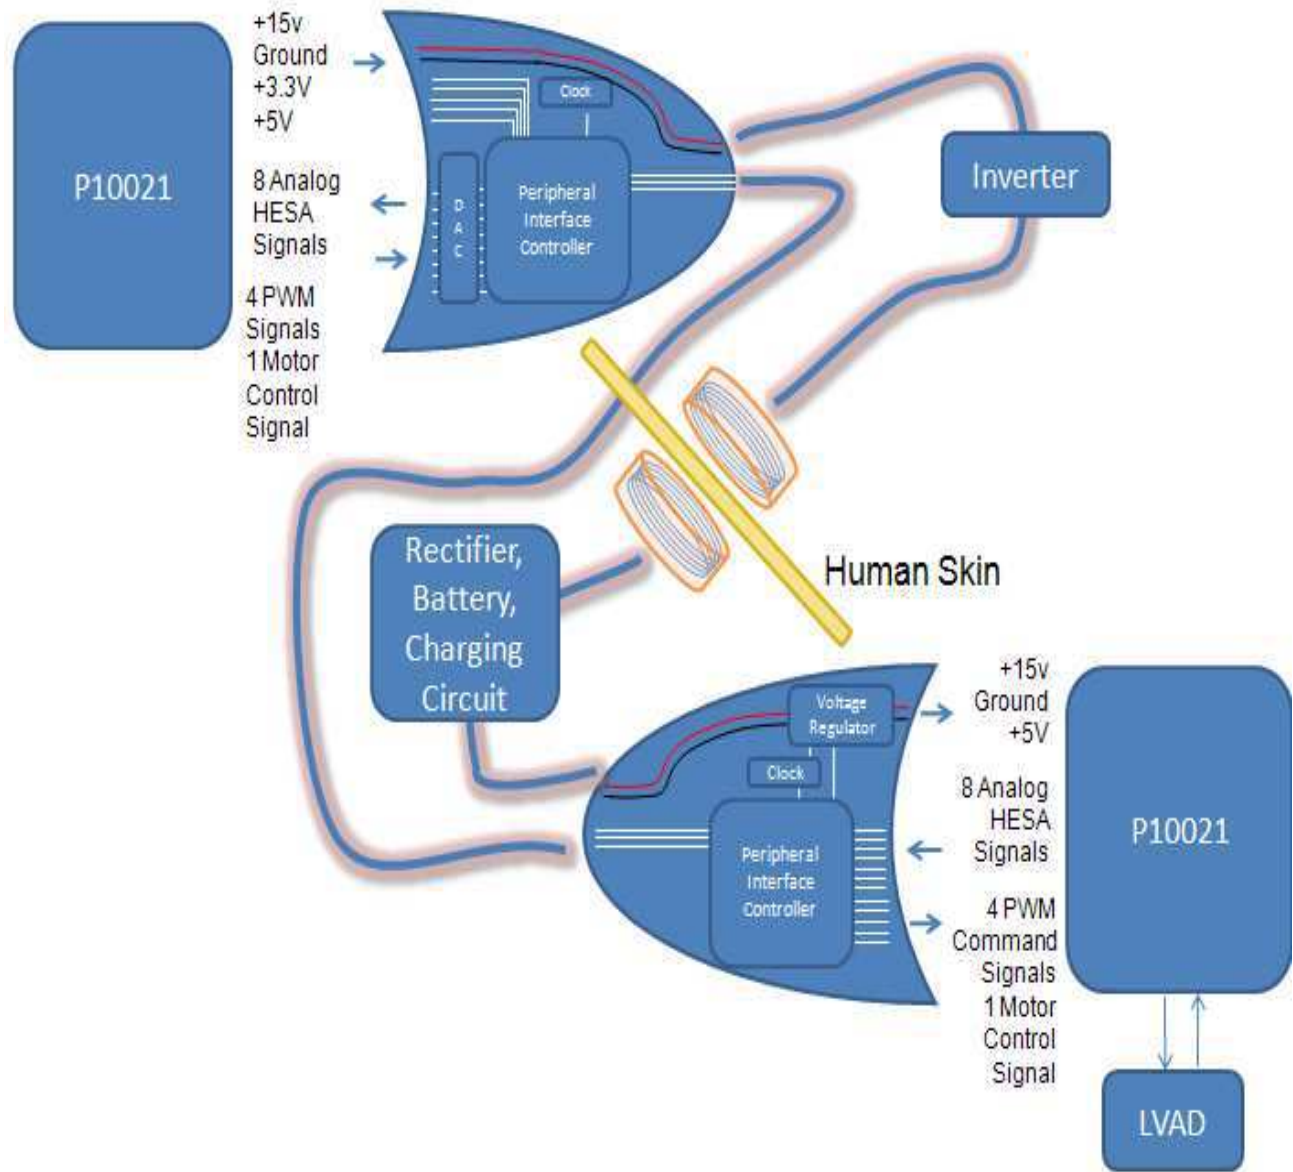 P10021
+15v
Ground
+3.3V
+5V
8 Analog
HESA
Signals
4 PWM
Signals
1 Motor
Control
Signal
Clock
D
A
C
Peripheral
Interface
Controller
Inverter
Human Skin
Rectifier,
Battery,
Charging
Circuit
Voltage
Regulator
Clock
Peripheral
Interface
Controller
+15v
Ground
+5V
8 Analog
HESA
Signals
4 PWM
Command
Signals
1 Motor
Control
Signal
P10021
LVAD